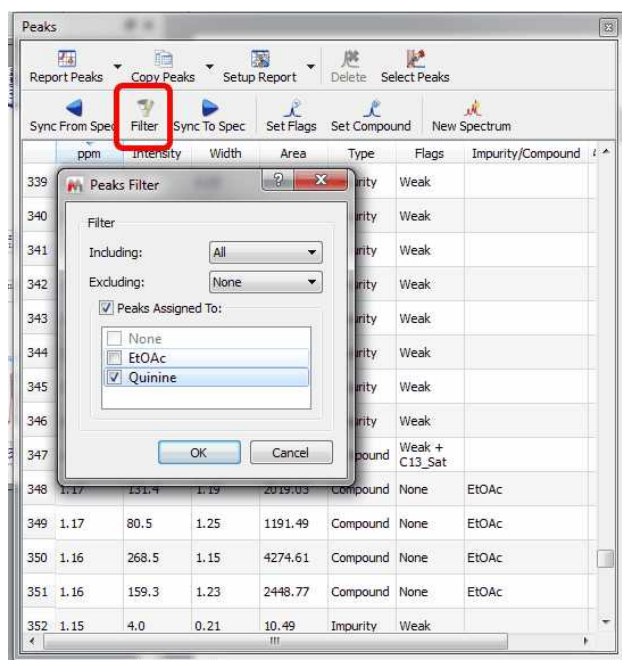 Peaks
Report Peaks Copy Peaks Setup Report Delete Select Peaks
Sync From Spec Filter Sync To Spec Set Flags Set Compound New Spectrum
ppm Intensity Width Area Type Flags Impurity/Compound
339 Weak
Peaks Filter
340 Weak
Filter
341 Weak
Including: All
342 Weak
Excluding: None
343 Weak
Peaks Assigned To:
344 Weak
None
EtOAc
345 Weak
Quinine
346 Weak
347 Weak +
C13_Sat
OK Cancel
348 1.17 131.4 1.19 2019.03 Compound None EtOAc
349 1.17 80.5 1.25 1191.49 Compound None EtOAc
350 1.16 268.5 1.15 4274.61 Compound None EtOAc
351 1.16 159.3 1.23 2448.77 Compound None EtOAc
352 1.15 4.0 0.21 10.49 Impurity Weak